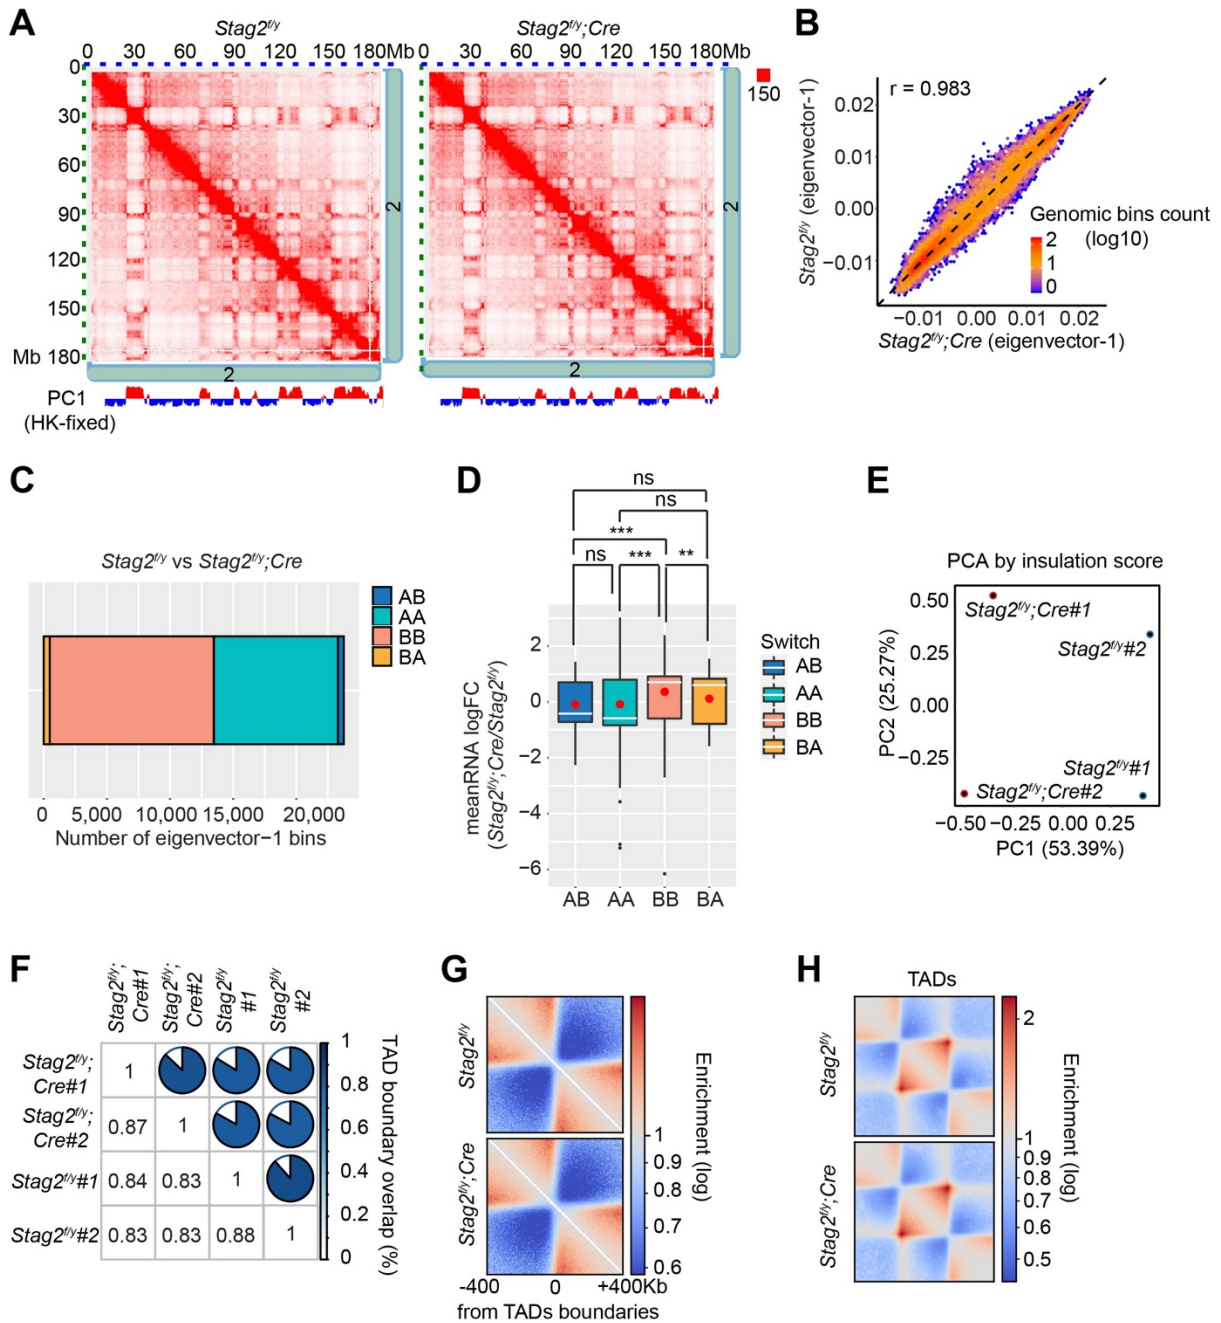 A
Stag2f/y
Stag2f/y;Cre
0 30 60 90 120 150 180Mb
0 30 60 90 120 150 180Mb
0
30
60
90
120
150
Mb 180
2
2
2
2
150
PC1
(HK-fixed)
B
r = 0.983
0.02
0.01
0.00
−0.01
Stag2f/y (eigenvector-1)
Genomic bins count
(log10)
2
1
0
−0.01 0.00 0.01 0.02
Stag2f/y;Cre (eigenvector-1)
C
Stag2f/y vs Stag2f/y;Cre
AB
AA
BB
BA
0 5,000 10,000 15,000 20,000
Number of eigenvector−1 bins
D
ns
ns
***
ns
***
**
meanRNA logFC
(Stag2f/y;Cre/Stag2f/y)
2
0
−2
−4
−6
AB AA BB BA
Switch
AB
AA
BB
BA
E
PCA by insulation score
0.50
0.25
0.00
−0.25
PC2 (25.27%)
Stag2f/y;Cre#1
Stag2f/y#2
Stag2f/y#1
Stag2f/y;Cre#2
−0.50 −0.25 0.00 0.25
PC1 (53.39%)
F
Stag2f/y;
Cre#1
Stag2f/y;
Cre#2
Stag2f/y
#1
Stag2f/y
#2
Stag2f/y;
Cre#1
1
Stag2f/y;
Cre#2
0.87 1
Stag2f/y#1 0.84 0.83 1
Stag2f/y#2 0.83 0.83 0.88 1
1
0.8
0.6
0.4
0.2
0
TAD boundary overlap (%)
G
Stag2f/y
Stag2f/y;Cre
1
0.9
0.8
0.7
0.6
Enrichment (log)
-400 0 +400Kb
from TADs boundaries
H
TADs
Stag2f/y
Stag2f/y;Cre
2
1
0.9
0.8
0.7
0.6
0.5
Enrichment (log)